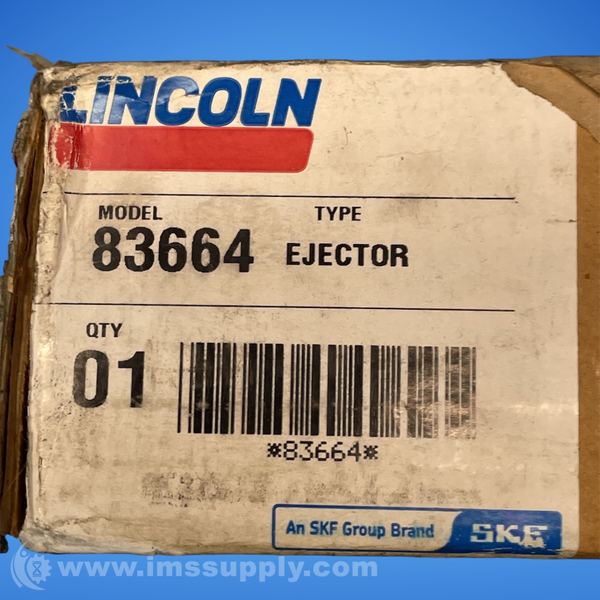 LINCOLN
MODEL TYPE
83664 EJECTOR
QTY
01
*83664*
An SKF Group Brand SKF
www.imssupply.com